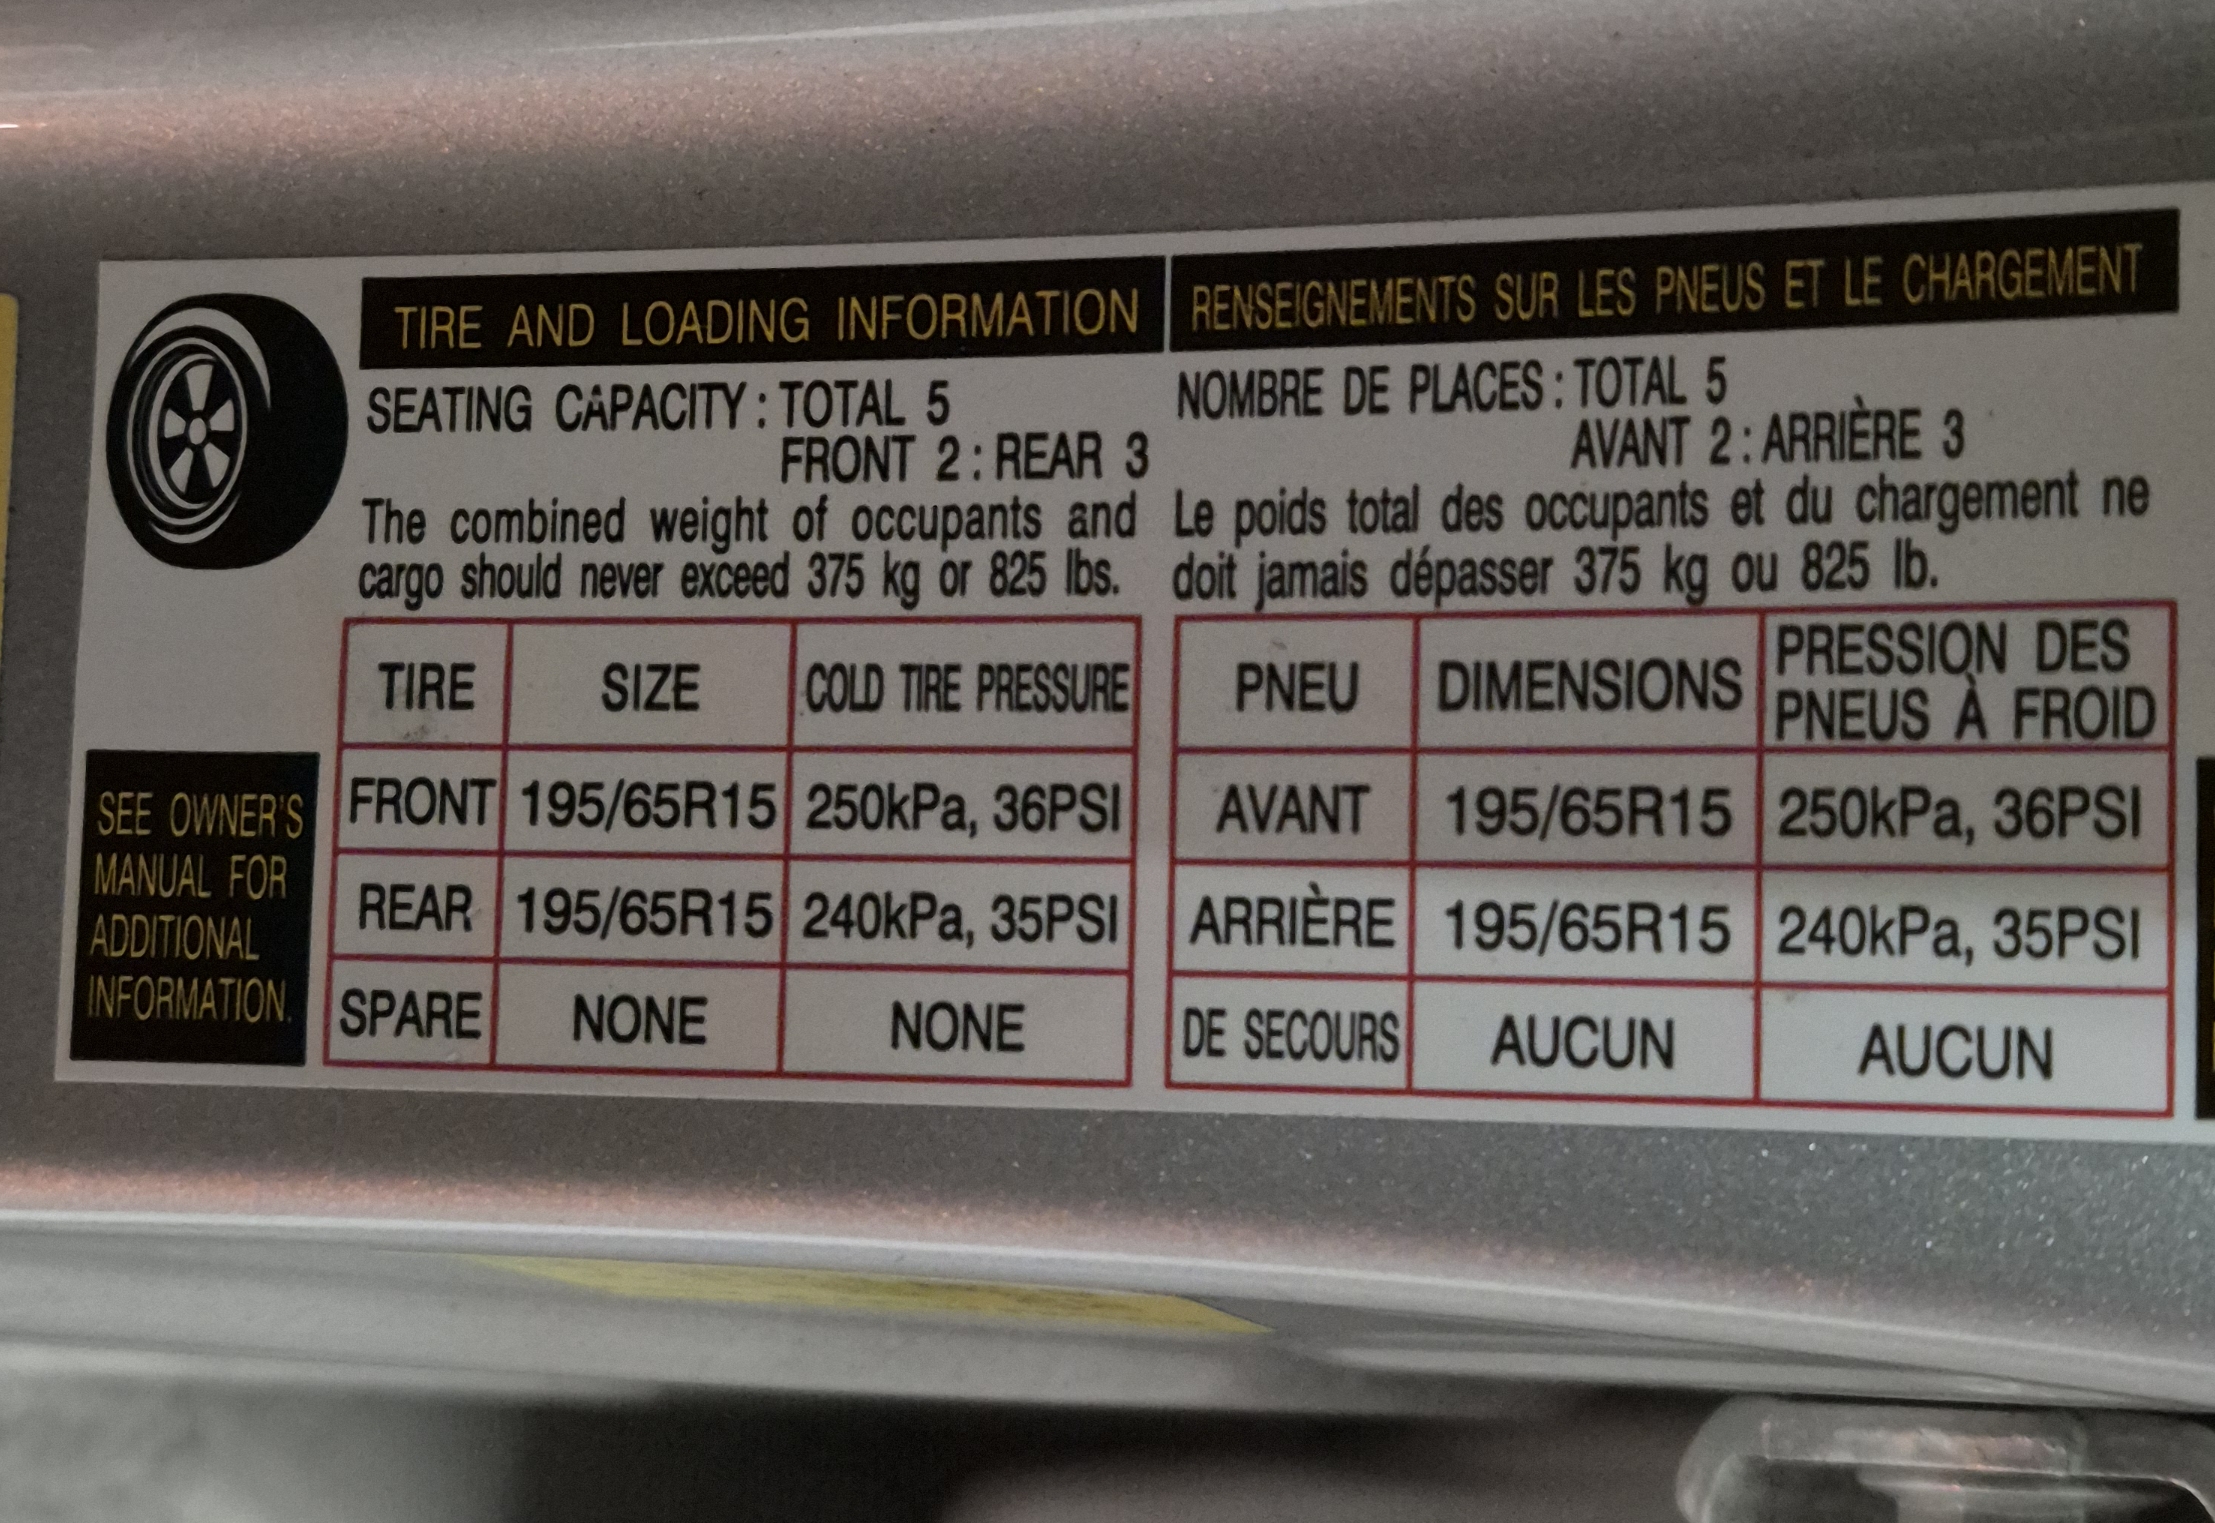 TIRE AND LOADING INFORMATION
SEATING CAPACITY : TOTAL 5
FRONT 2 : REAR 3
The combined weight of occupants and
cargo should never exceed 375 kg or 825 lbs.
TIRE SIZE COLD TIRE PRESSURE
FRONT 195/65R15 250kPa, 36PSI
REAR 195/65R15 240kPa, 35PSI
SPARE NONE NONE
SEE OWNER'S
MANUAL FOR
ADDITIONAL
INFORMATION.
RENSEIGNEMENTS SUR LES PNEUS ET LE CHARGEMENT
NOMBRE DE PLACES : TOTAL 5
AVANT 2 : ARRIÈRE 3
Le poids total des occupants et du chargement ne
doit jamais dépasser 375 kg ou 825 lb.
PNEU DIMENSIONS PRESSION DES
PNEUS À FROID
AVANT 195/65R15 250kPa, 36PSI
ARRIÈRE 195/65R15 240kPa, 35PSI
DE SECOURS AUCUN AUCUN